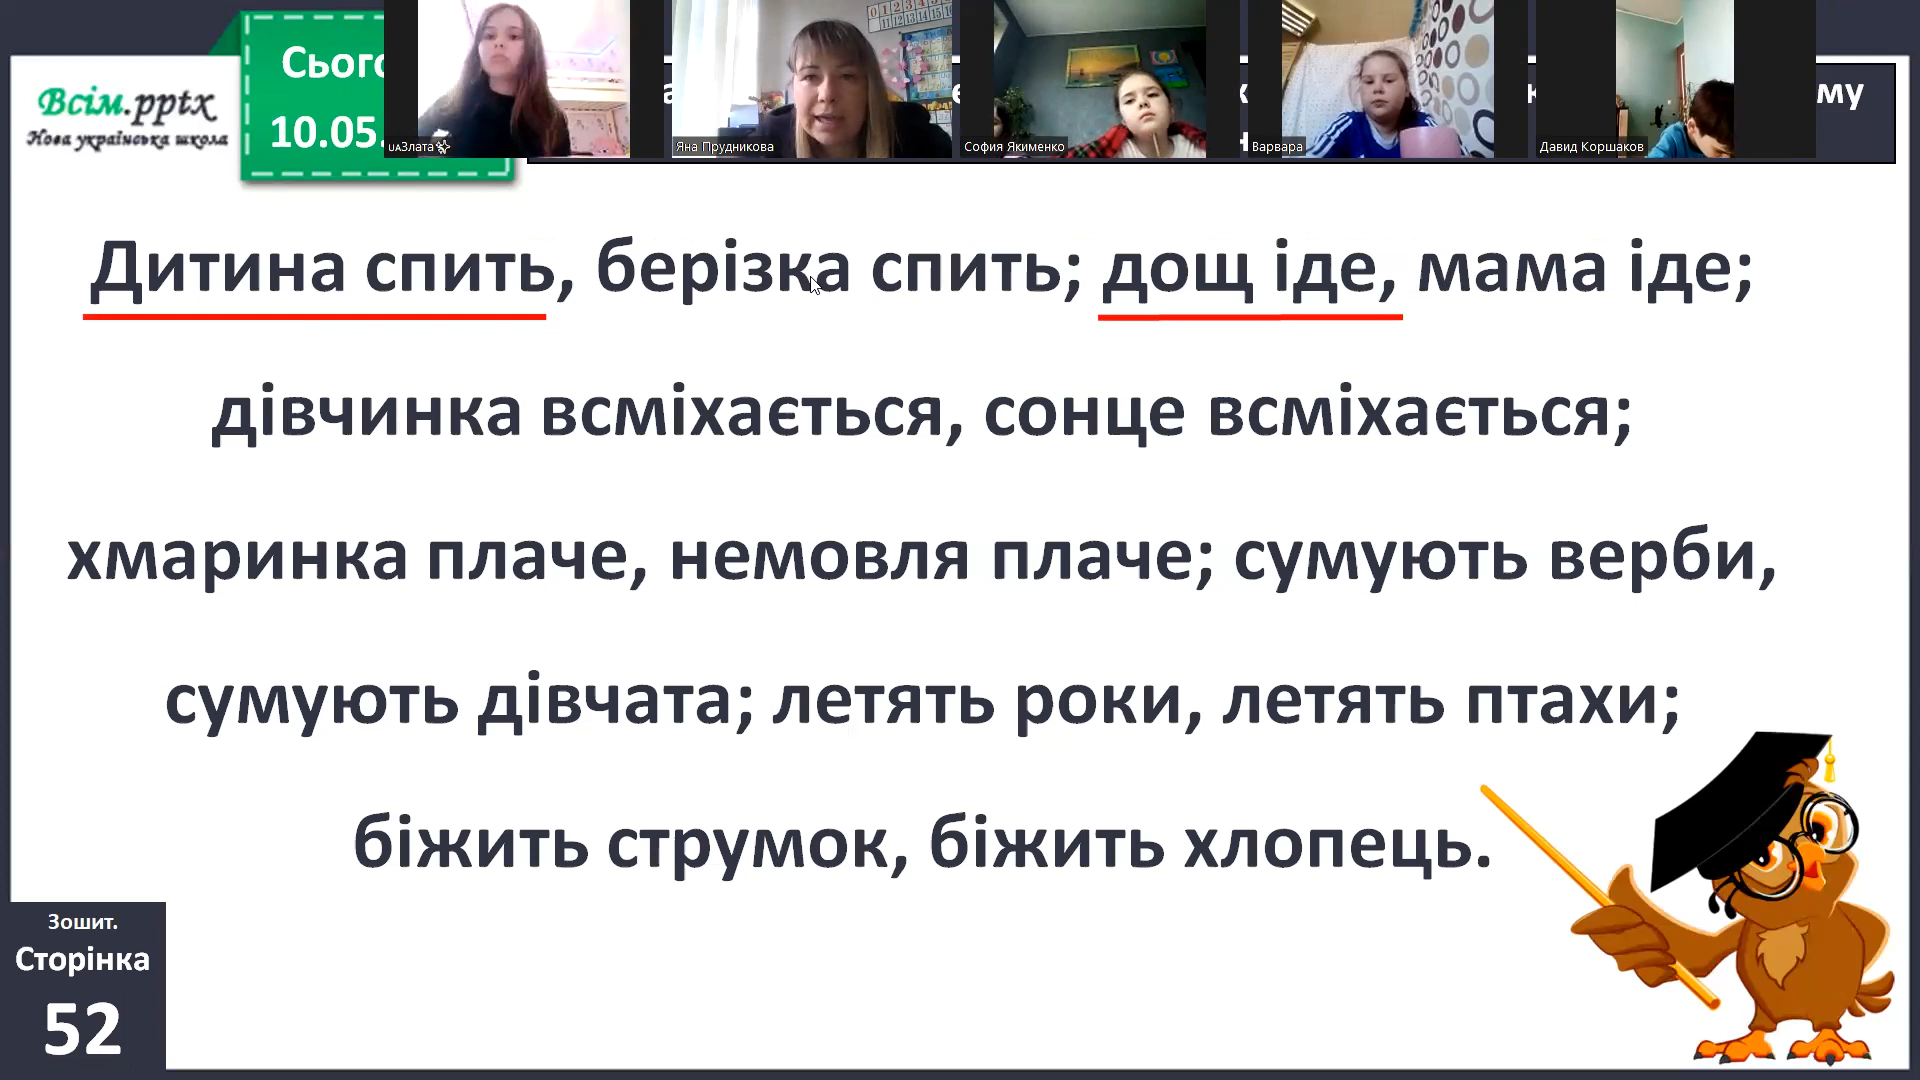 Всім.pptx
Нова українська школа
10.05.
UAЗлата
Яна Прудникова
София Якименко
Варвара
Давид Коршаков
му
Дитина спить, берізка спить; дощ іде, мама іде;
дівчинка всміхається, сонце всміхається;
хмаринка плаче, немовля плаче; сумують верби,
сумують дівчата; летять роки, летять птахи;
біжить струмок, біжить хлопець.
Зошит.
Сторінка
52